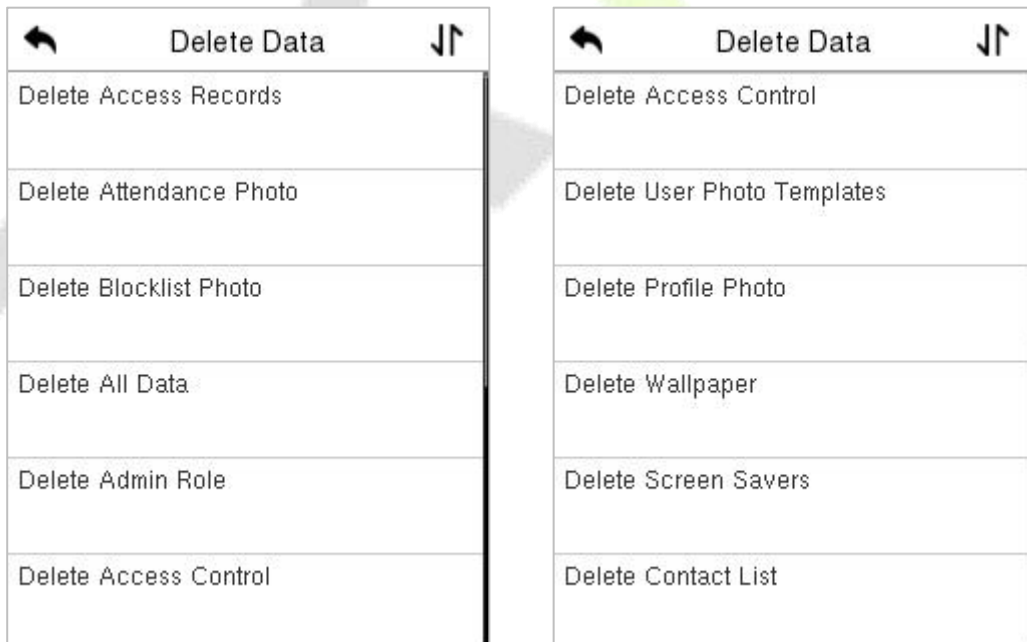 Delete Data
Delete Access Records
Delete Attendance Photo
Delete Blocklist Photo
Delete All Data
Delete Admin Role
Delete Access Control
Delete Data
Delete Access Control
Delete User Photo Templates
Delete Profile Photo
Delete Wallpaper
Delete Screen Savers
Delete Contact List